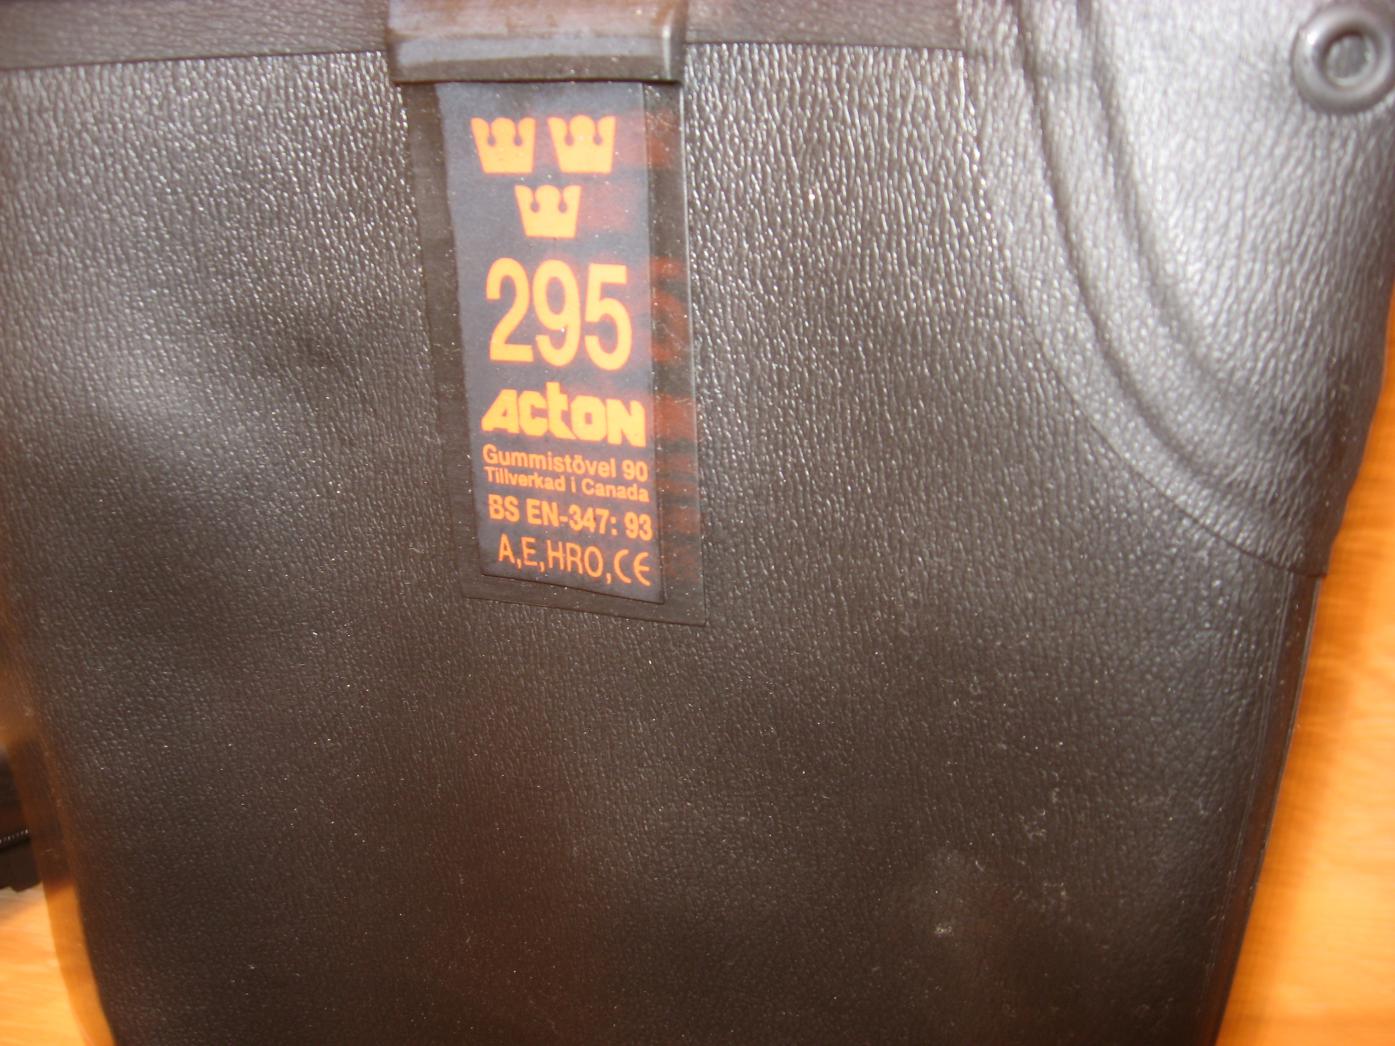 295
Acton
Gummistövel 90
Tillverkad i Canada
BS EN-347: 93
A,E,HRO,CE